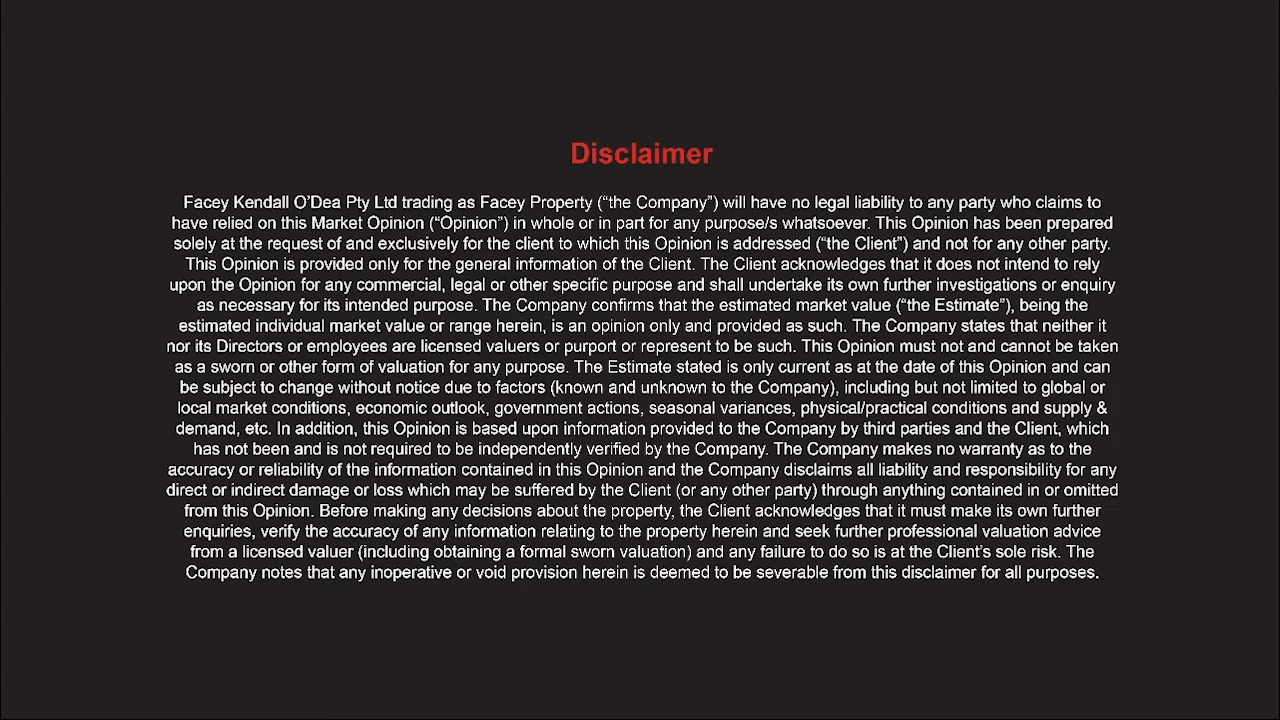 Disclaimer
Facey Kendall O’Dea Pty Ltd trading as Facey Property (“the Company”) will have no legal liability to any party who claims to
have relied on this Market Opinion (“Opinion”) in whole or in part for any purpose/s whatsoever. This Opinion has been prepared
solely at the request of and exclusively for the client to which this Opinion is addressed (“the Client”) and not for any other party.
This Opinion is provided only for the general information of the Client. The Client acknowledges that it does not intend to rely
upon the Opinion for any commercial, legal or other specific purpose and shall undertake its own further investigations or enquiry
as necessary for its intended purpose. The Company confirms that the estimated market value (“the Estimate”), being the
estimated individual market value or range herein, is an opinion only and provided as such. The Company states that neither it
nor its Directors or employees are licensed valuers or purport or represent to be such. This Opinion must not and cannot be taken
as a sworn or other form of valuation for any purpose. The Estimate stated is only current as at the date of this Opinion and can
be subject to change without notice due to factors (known and unknown to the Company), including but not limited to global or
local market conditions, economic outlook, government actions, seasonal variances, physical/practical conditions and supply &
demand, etc. In addition, this Opinion is based upon information provided to the Company by third parties and the Client, which
has not been and is not required to be independently verified by the Company. The Company makes no warranty as to the
accuracy or reliability of the information contained in this Opinion and the Company disclaims all liability and responsibility for any
direct or indirect damage or loss which may be suffered by the Client (or any other party) through anything contained in or omitted
from this Opinion. Before making any decisions about the property, the Client acknowledges that it must make its own further
enquiries, verify the accuracy of any information relating to the property herein and seek further professional valuation advice
from a licensed valuer (including obtaining a formal sworn valuation) and any failure to do so is at the Client’s sole risk. The
Company notes that any inoperative or void provision herein is deemed to be severable from this disclaimer for all purposes.